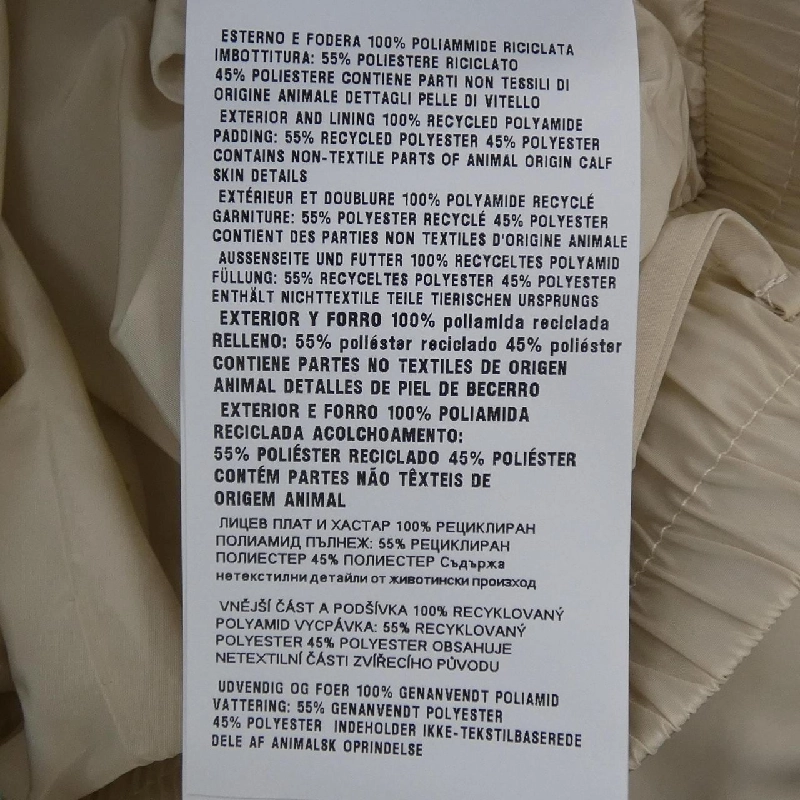 ESTERNO E FODERA 100% POLIAMMIDE RICICLATA
IMBOTTITURA: 55% POLIESTERE RICICLATO
45% POLIESTERE CONTIENE PARTI NON TESSILI DI
ORIGINE ANIMALE DETTAGLI PELLE DI VITELLO
EXTERIOR AND LINING 100% RECYCLED POLYAMIDE
PADDING: 55% RECYCLED POLYESTER 45% POLYESTER
CONTAINS NON-TEXTILE PARTS OF ANIMAL ORIGIN CALF
SKIN DETAILS
EXTÉRIEUR ET DOUBLURE 100% POLYAMIDE RECYCLÉ
GARNITURE: 55% POLYESTER RECYCLÉ 45% POLYESTER
CONTIENT DES PARTIES NON TEXTILES D'ORIGINE ANIMALE
AUSSENSEITE UND FUTTER 100% RECYCELTES POLYAMID
FÜLLUNG: 55% RECYCELTES POLYESTER 45% POLYESTER
ENTHÄLT NICHTTEXTILE TEILE TIERISCHEN URSPRUNGS
EXTERIOR Y FORRO 100% poliamida reciclada
RELLENO: 55% poliéster reciclado 45% poliéster
CONTIENE PARTES NO TEXTILES DE ORIGEN
ANIMAL DETALLES DE PIEL DE BECERRO
EXTERIOR E FORRO 100% POLIAMIDA
RECICLADA ACOLCHOAMENTO:
55% POLIÉSTER RECICLADO 45% POLIÉSTER
CONTÉM PARTES NÃO TÊXTEIS DE
ORIGEM ANIMAL
ЛИЦЕВ ПЛАТ И ХАСТАР 100% РЕЦИКЛИРАН
ПОЛИАМИД ПЪЛНЕЖ: 55% РЕЦИКЛИРАН
ПОЛИЕСТЕР 45% ПОЛИЕСТЕР Съдържа
нетекстилни детайли от животински произход
VNĚJŠÍ ČÁST A PODŠÍVKA 100% RECYKLOVANÝ
POLYAMID VYCPÁVKA: 55% RECYKLOVANÝ
POLYESTER 45% POLYESTER OBSAHUJE
NETEXTILNÍ ČÁSTI ZVÍŘECÍHO PŮVODU
UDVENDIG OG FOER 100% GENANVENDT POLIAMID
VATTERING: 55% GENANVENDT POLYESTER
45% POLYESTER INDEHOLDER IKKE-TEKSTILBASEREDE
DELE AF ANIMALSK OPRINDELSE